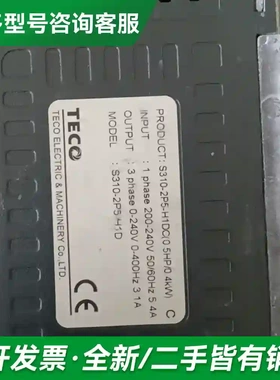 型号咨询客服
TECO
TECO ELECTRIC & MACHINERY Co.,LTD.
PRODUCT: S310-2P5-H1DC(0.5HP/0.4kW) C
INPUT : 1 phase 200-240V 50/60Hz 5.4A
OUTPUT : 3 phase 0-240V 0-400Hz 3.1A
MODEL : S310-2P5-H1D
CE
开发票·全新/二手皆有销